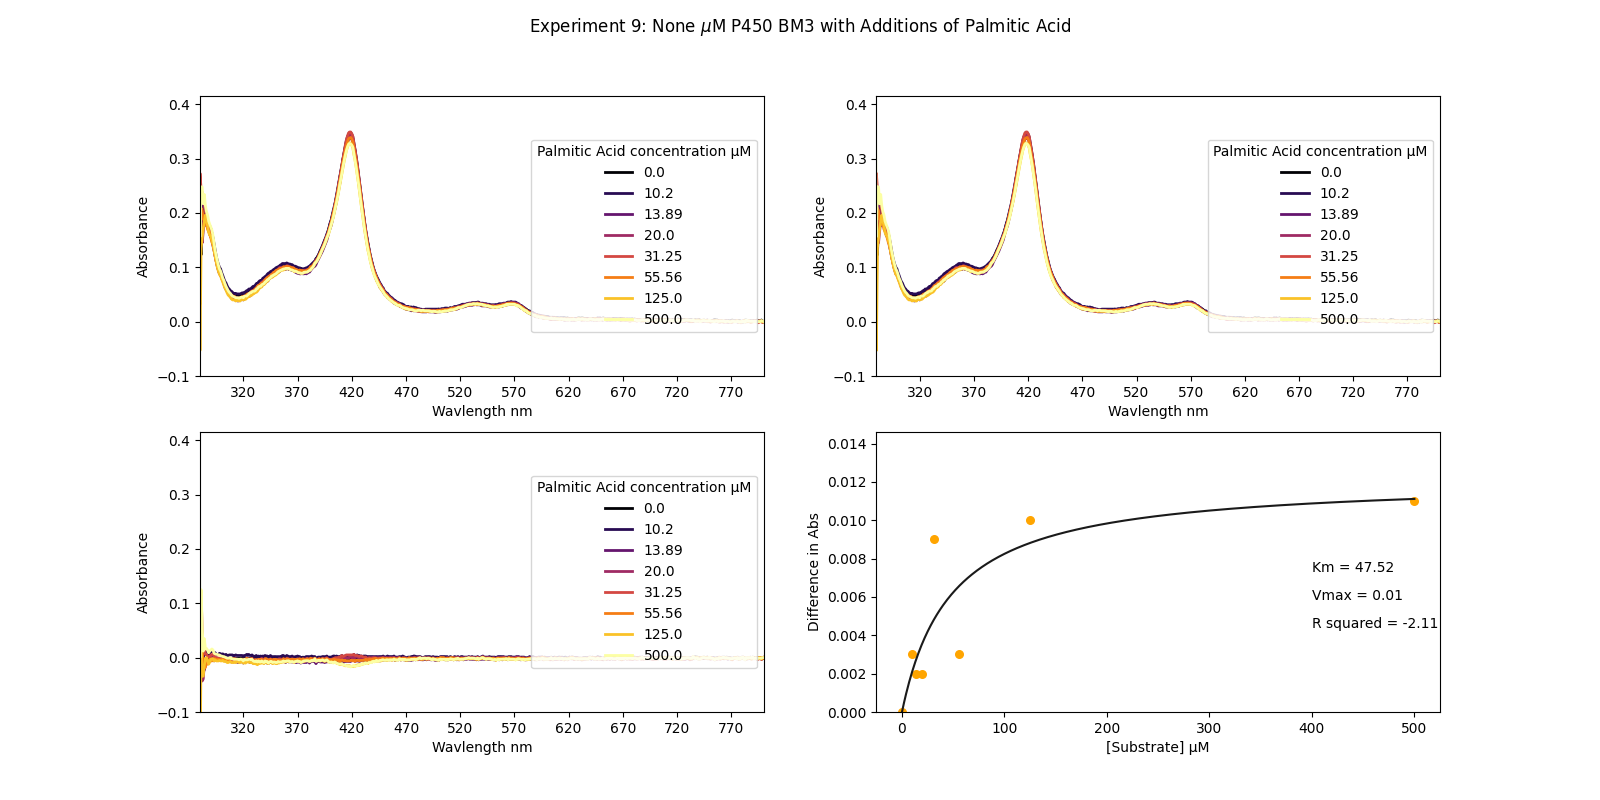 Experiment 9: None μM P450 BM3 with Additions of Palmitic Acid
0.4
0.3
0.2
0.1
0.0
−0.1
Absorbance
Palmitic Acid concentration μM
0.0
10.2
13.89
20.0
31.25
55.56
125.0
500.0
320 370 420 470 520 570 620 670 720 770
Wavlength nm
0.4
0.3
0.2
0.1
0.0
−0.1
Absorbance
Palmitic Acid concentration μM
0.0
10.2
13.89
20.0
31.25
55.56
125.0
500.0
320 370 420 470 520 570 620 670 720 770
Wavlength nm
0.4
0.3
0.2
0.1
0.0
−0.1
Absorbance
Palmitic Acid concentration μM
0.0
10.2
13.89
20.0
31.25
55.56
125.0
500.0
320 370 420 470 520 570 620 670 720 770
Wavlength nm
0.014
0.012
0.010
0.008
0.006
0.004
0.002
0.000
Difference in Abs
Km = 47.52
Vmax = 0.01
R squared = -2.11
0 100 200 300 400 500
[Substrate] μM